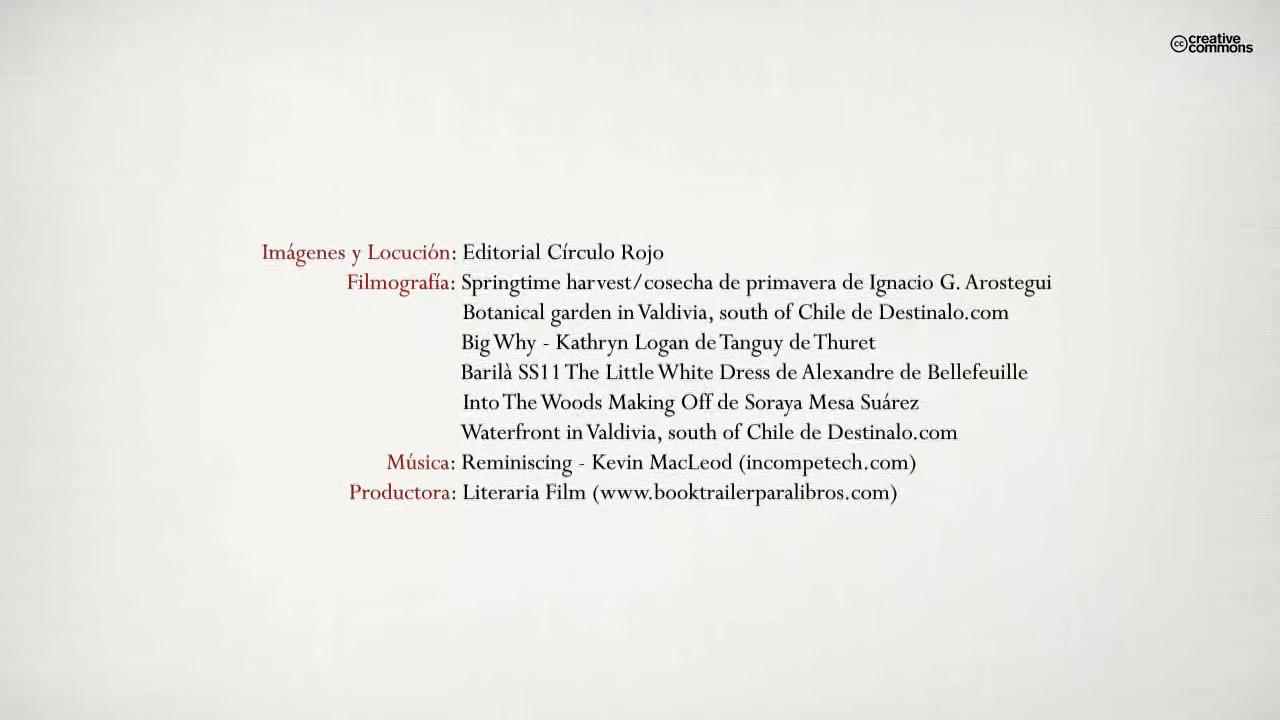 cc creative
commons
Imágenes y Locución: Editorial Círculo Rojo
Filmografía: Springtime harvest/cosecha de primavera de Ignacio G. Arostegui
Botanical garden in Valdivia, south of Chile de Destinalo.com
Big Why - Kathryn Logan de Tanguy de Thuret
Barilà SS11 The Little White Dress de Alexandre de Bellefeuille
Into The Woods Making Off de Soraya Mesa Suárez
Waterfront in Valdivia, south of Chile de Destinalo.com
Música: Reminiscing - Kevin MacLeod (incompetech.com)
Productora: Literaria Film (www.booktrailerparalibros.com)